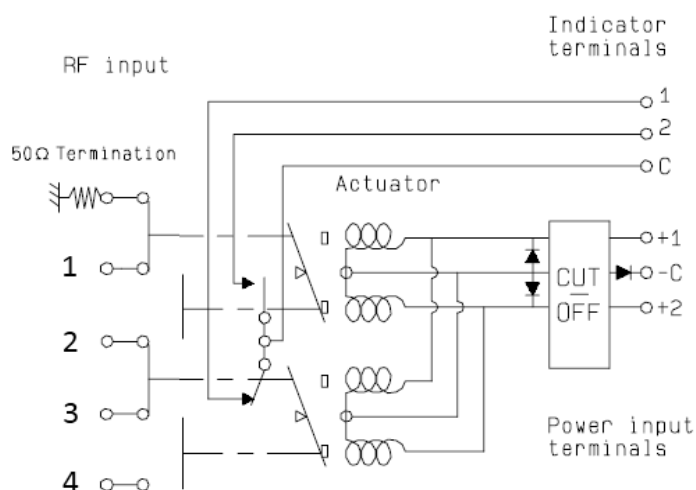 Indicator
terminals
RF input
1
2
50Ω Termination
C
Actuator
1
+1
CUT
OFF
-C
2
+2
3
Power input
terminals
4